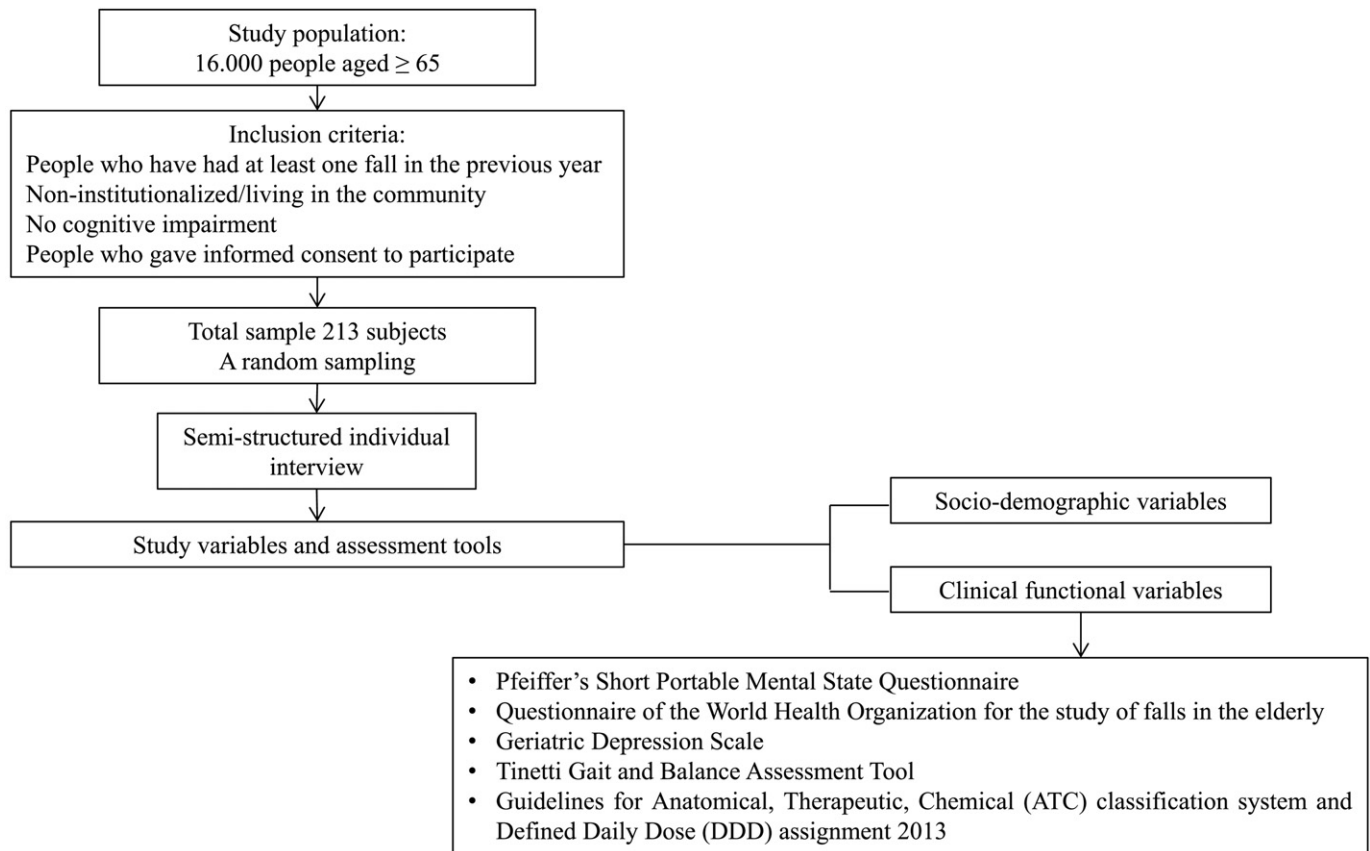 Study population:
16.000 people aged ≥ 65
Inclusion criteria:
People who have had at least one fall in the previous year
Non-institutionalized/living in the community
No cognitive impairment
People who gave informed consent to participate
Total sample 213 subjects
A random sampling
Semi-structured individual
interview
Study variables and assessment tools
Socio-demographic variables
Clinical functional variables
• Pfeiffer’s Short Portable Mental State Questionnaire
• Questionnaire of the World Health Organization for the study of falls in the elderly
• Geriatric Depression Scale
• Tinetti Gait and Balance Assessment Tool
• Guidelines for Anatomical, Therapeutic, Chemical (ATC) classification system and
Defined Daily Dose (DDD) assignment 2013